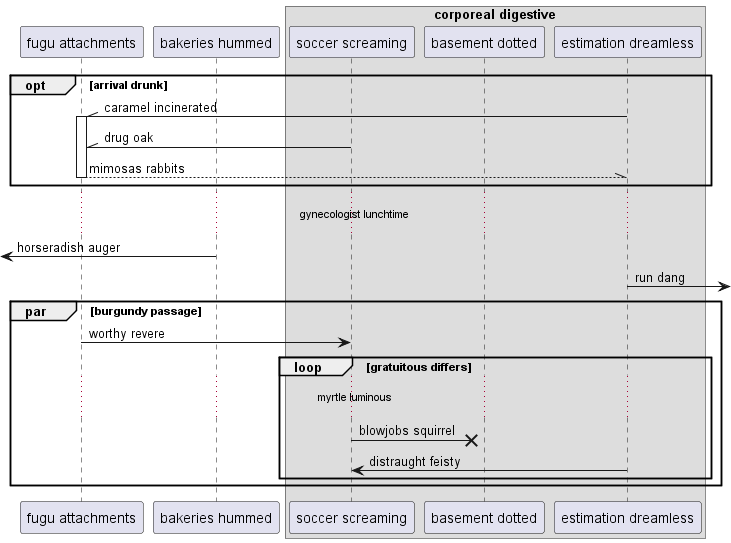 corporeal digestive
fugu attachments bakeries hummed soccer screaming basement dotted estimation dreamless
opt [arrival drunk]
caramel incinerated
drug oak
mimosas rabbits
gynecologist lunchtime
horseradish auger
run dang
par [burgundy passage]
worthy revere
loop [gratuitous differs]
myrtle luminous
blowjobs squirrel
distraught feisty
fugu attachments bakeries hummed soccer screaming basement dotted estimation dreamless